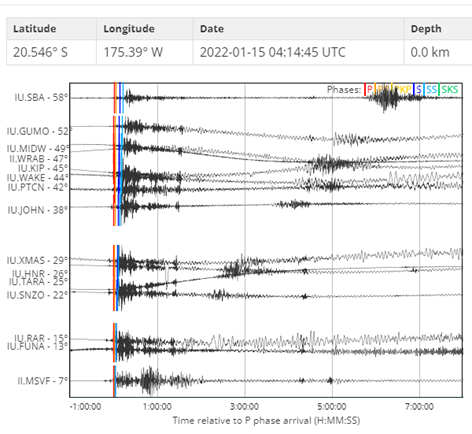 Latitude Longitude Date Depth
20.546° S 175.39° W 2022-01-15 04:14:45 UTC 0.0 km
Phases: P PKP S SS SKS
IU.SBA - 58°
IU.GUMO - 52°
IU.MIDW - 49°
II.WRAB - 47°
IU.KIP - 45°
IU.WAKE - 44°
IU.PTCN - 42°
IU.JOHN - 38°
IU.XMAS - 29°
IU.HNR - 26°
IU.TARA - 25°
IU.SNZO - 22°
IU.RAR - 15°
IU.FUNA - 13°
II.MSVF - 7°
-1:00:00 1:00:00 3:00:00 5:00:00 7:00:00
Time relative to P phase arrival (H:MM:SS)